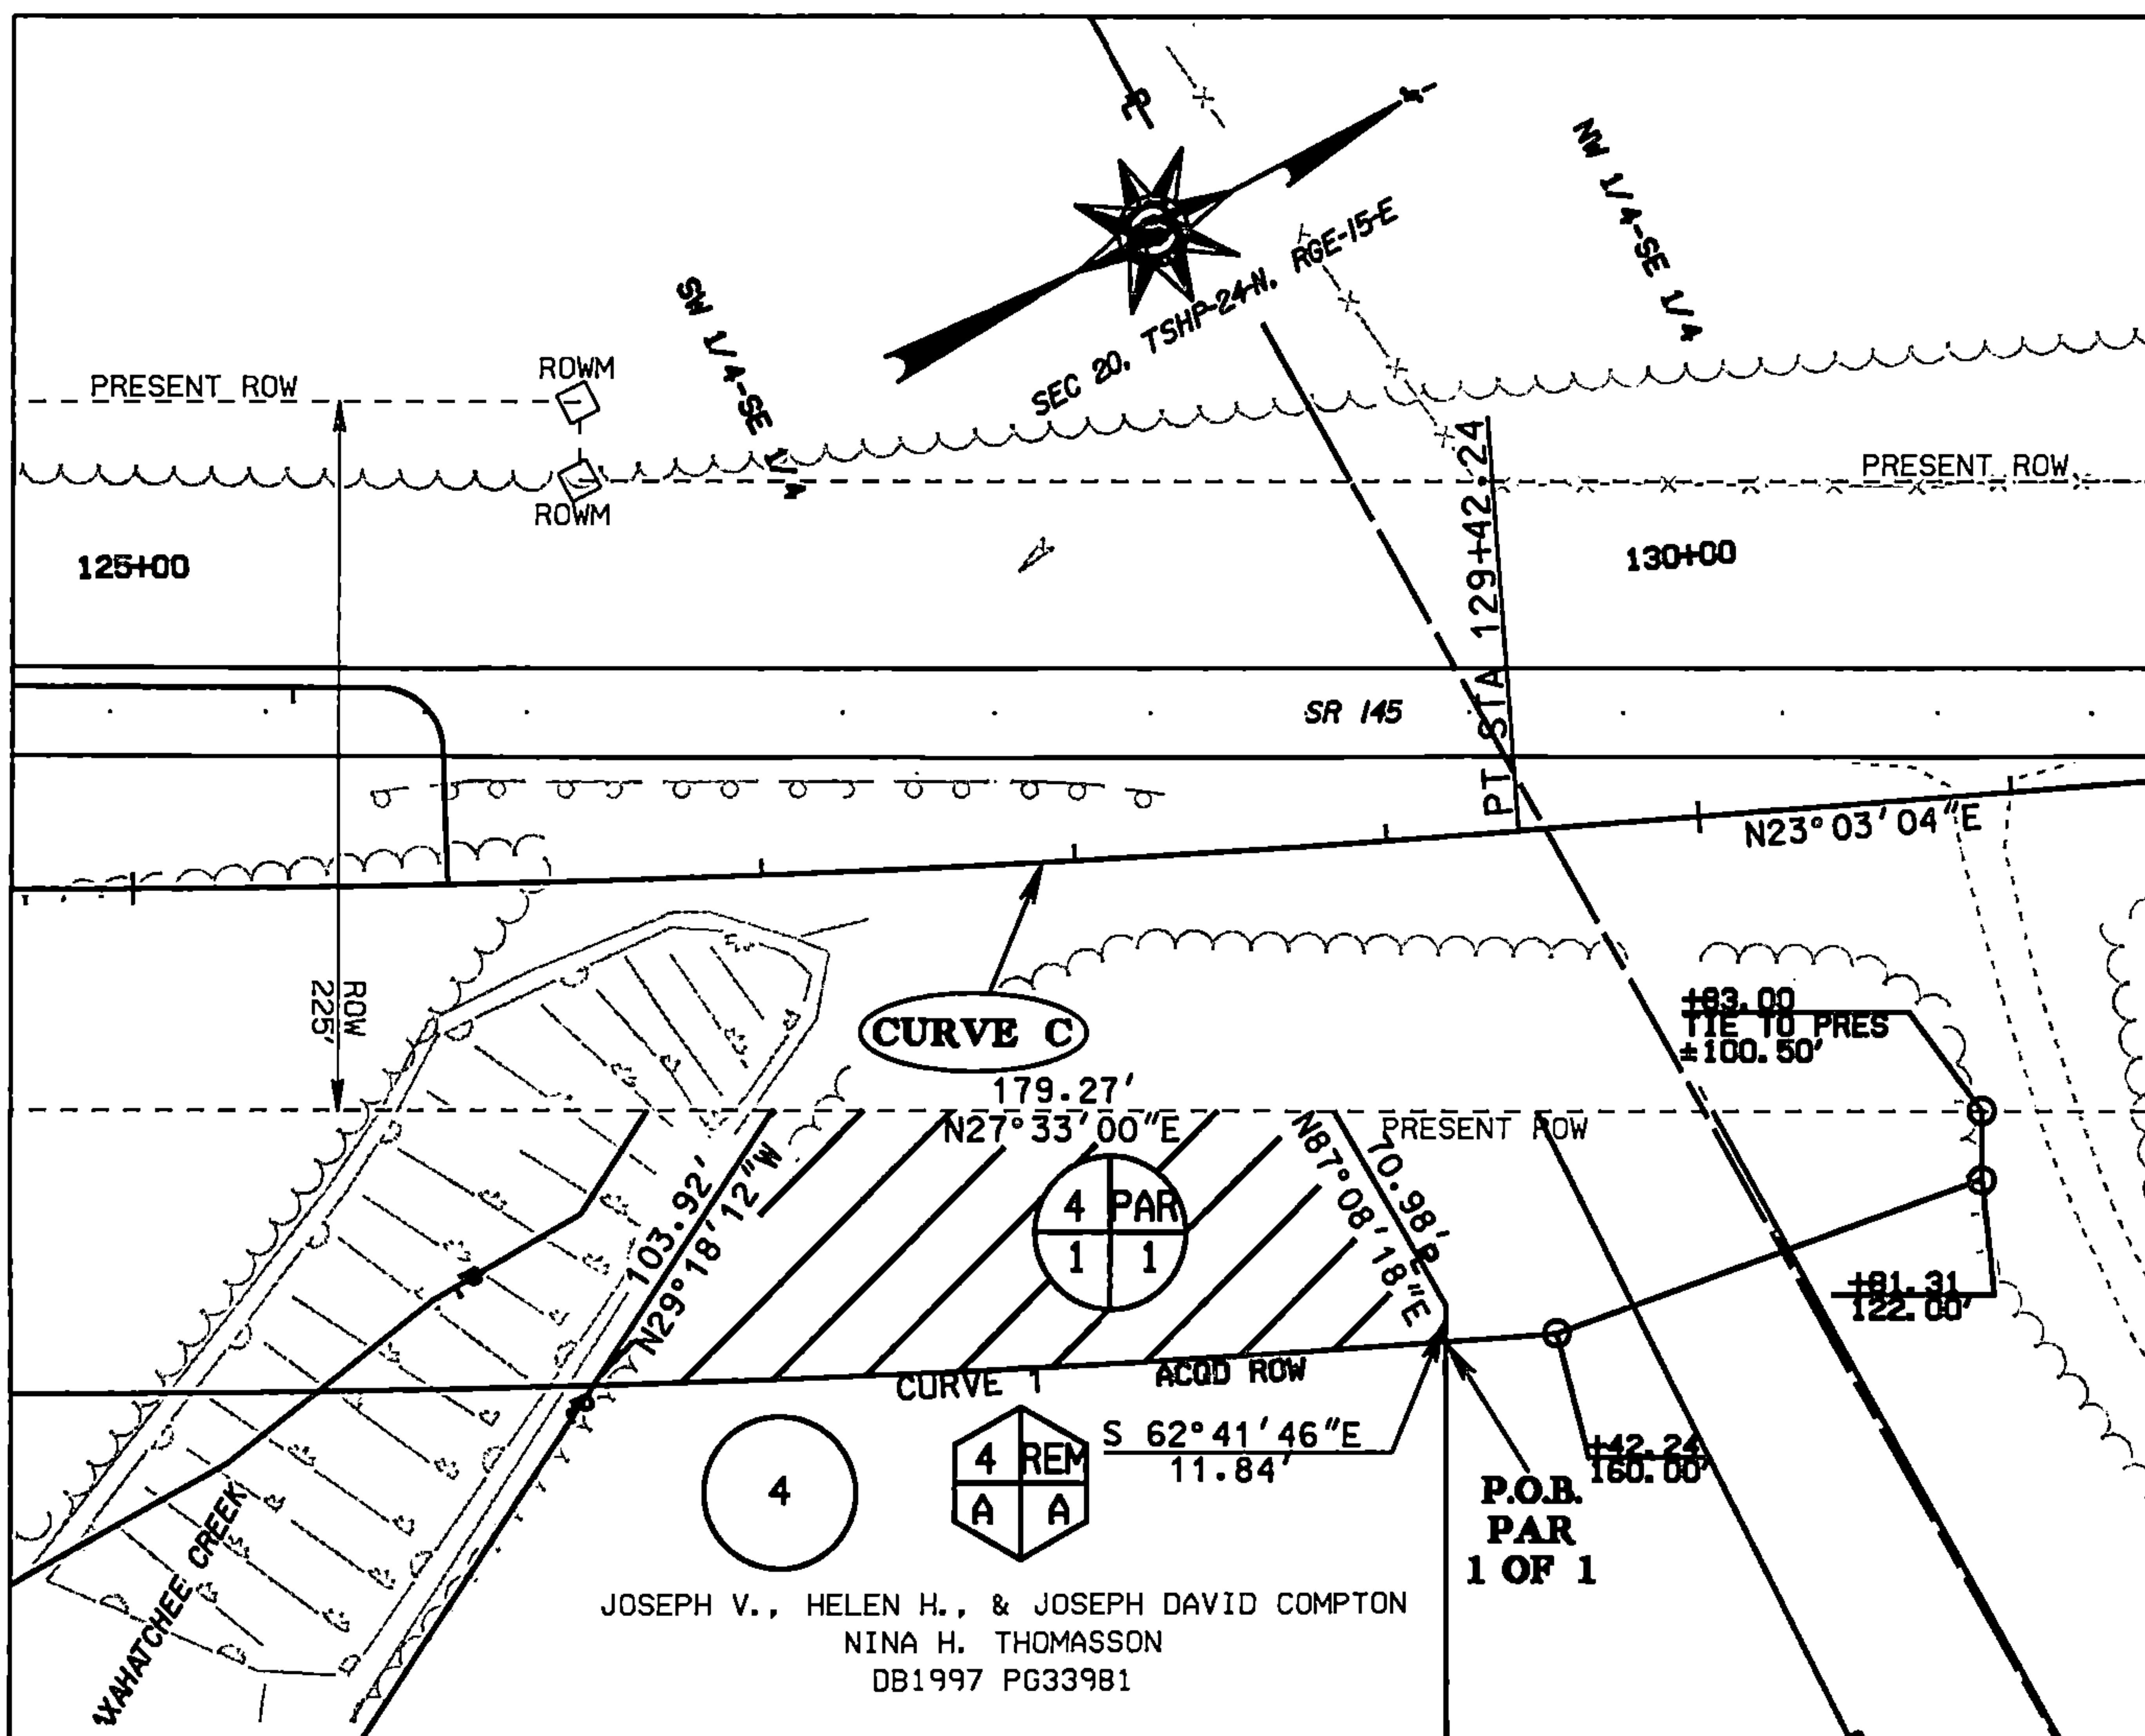 P
NW 1/4-SE 1/4
SW 1/4-SE 1/4
SEC 20, TSHP-24-N, RGE-15-E
PRESENT ROW
ROWM
ROWM
PRESENT ROW
125+00
130+00
PT STA 129+42.24
SR 145
N23°03'04"E
ROW
225'
CURVE C
+83.00
TIE TO PRES
±100.50'
179.27'
N27°33'00"E
PRESENT ROW
103.92'
N29°18'12"W
70.98'
N87°08'18"E
4 PAR
1 1
+81.31
122.00'
CURVE 1
ACQD ROW
4
4 REM
A A
S 62°41'46"E
11.84'
+42.24
160.00'
P.O.B.
PAR
1 OF 1
JOSEPH V., HELEN H., & JOSEPH DAVID COMPTON
NINA H. THOMASSON
DB1997 PG33981
CREEK